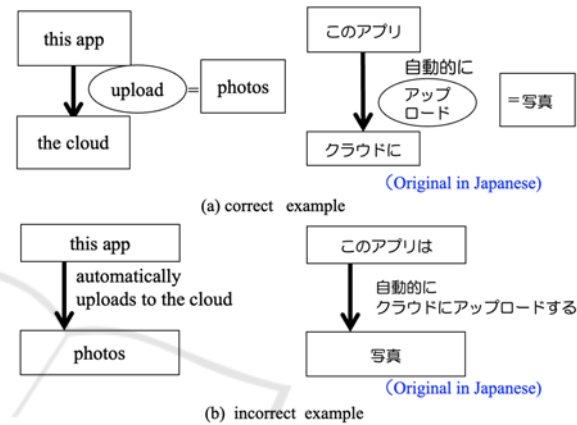 this app
upload
=
photos
the cloud
このアプリ
自動的に
アップ
ロード
=写真
クラウドに
（Original in Japanese)
(a) correct example
this app
automatically
uploads to the cloud
photos
このアプリは
自動的に
クラウドにアップロードする
写真
（Original in Japanese)
(b) incorrect example